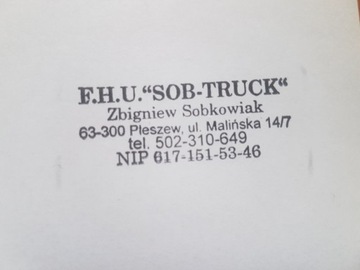 F.H.U.“SOB-TRUCK“
Zbigniew Sobkowiak
63-300 Pleszew, ul. Malińska 14/7
tel. 502-310-649
NIP 617-151-53-46